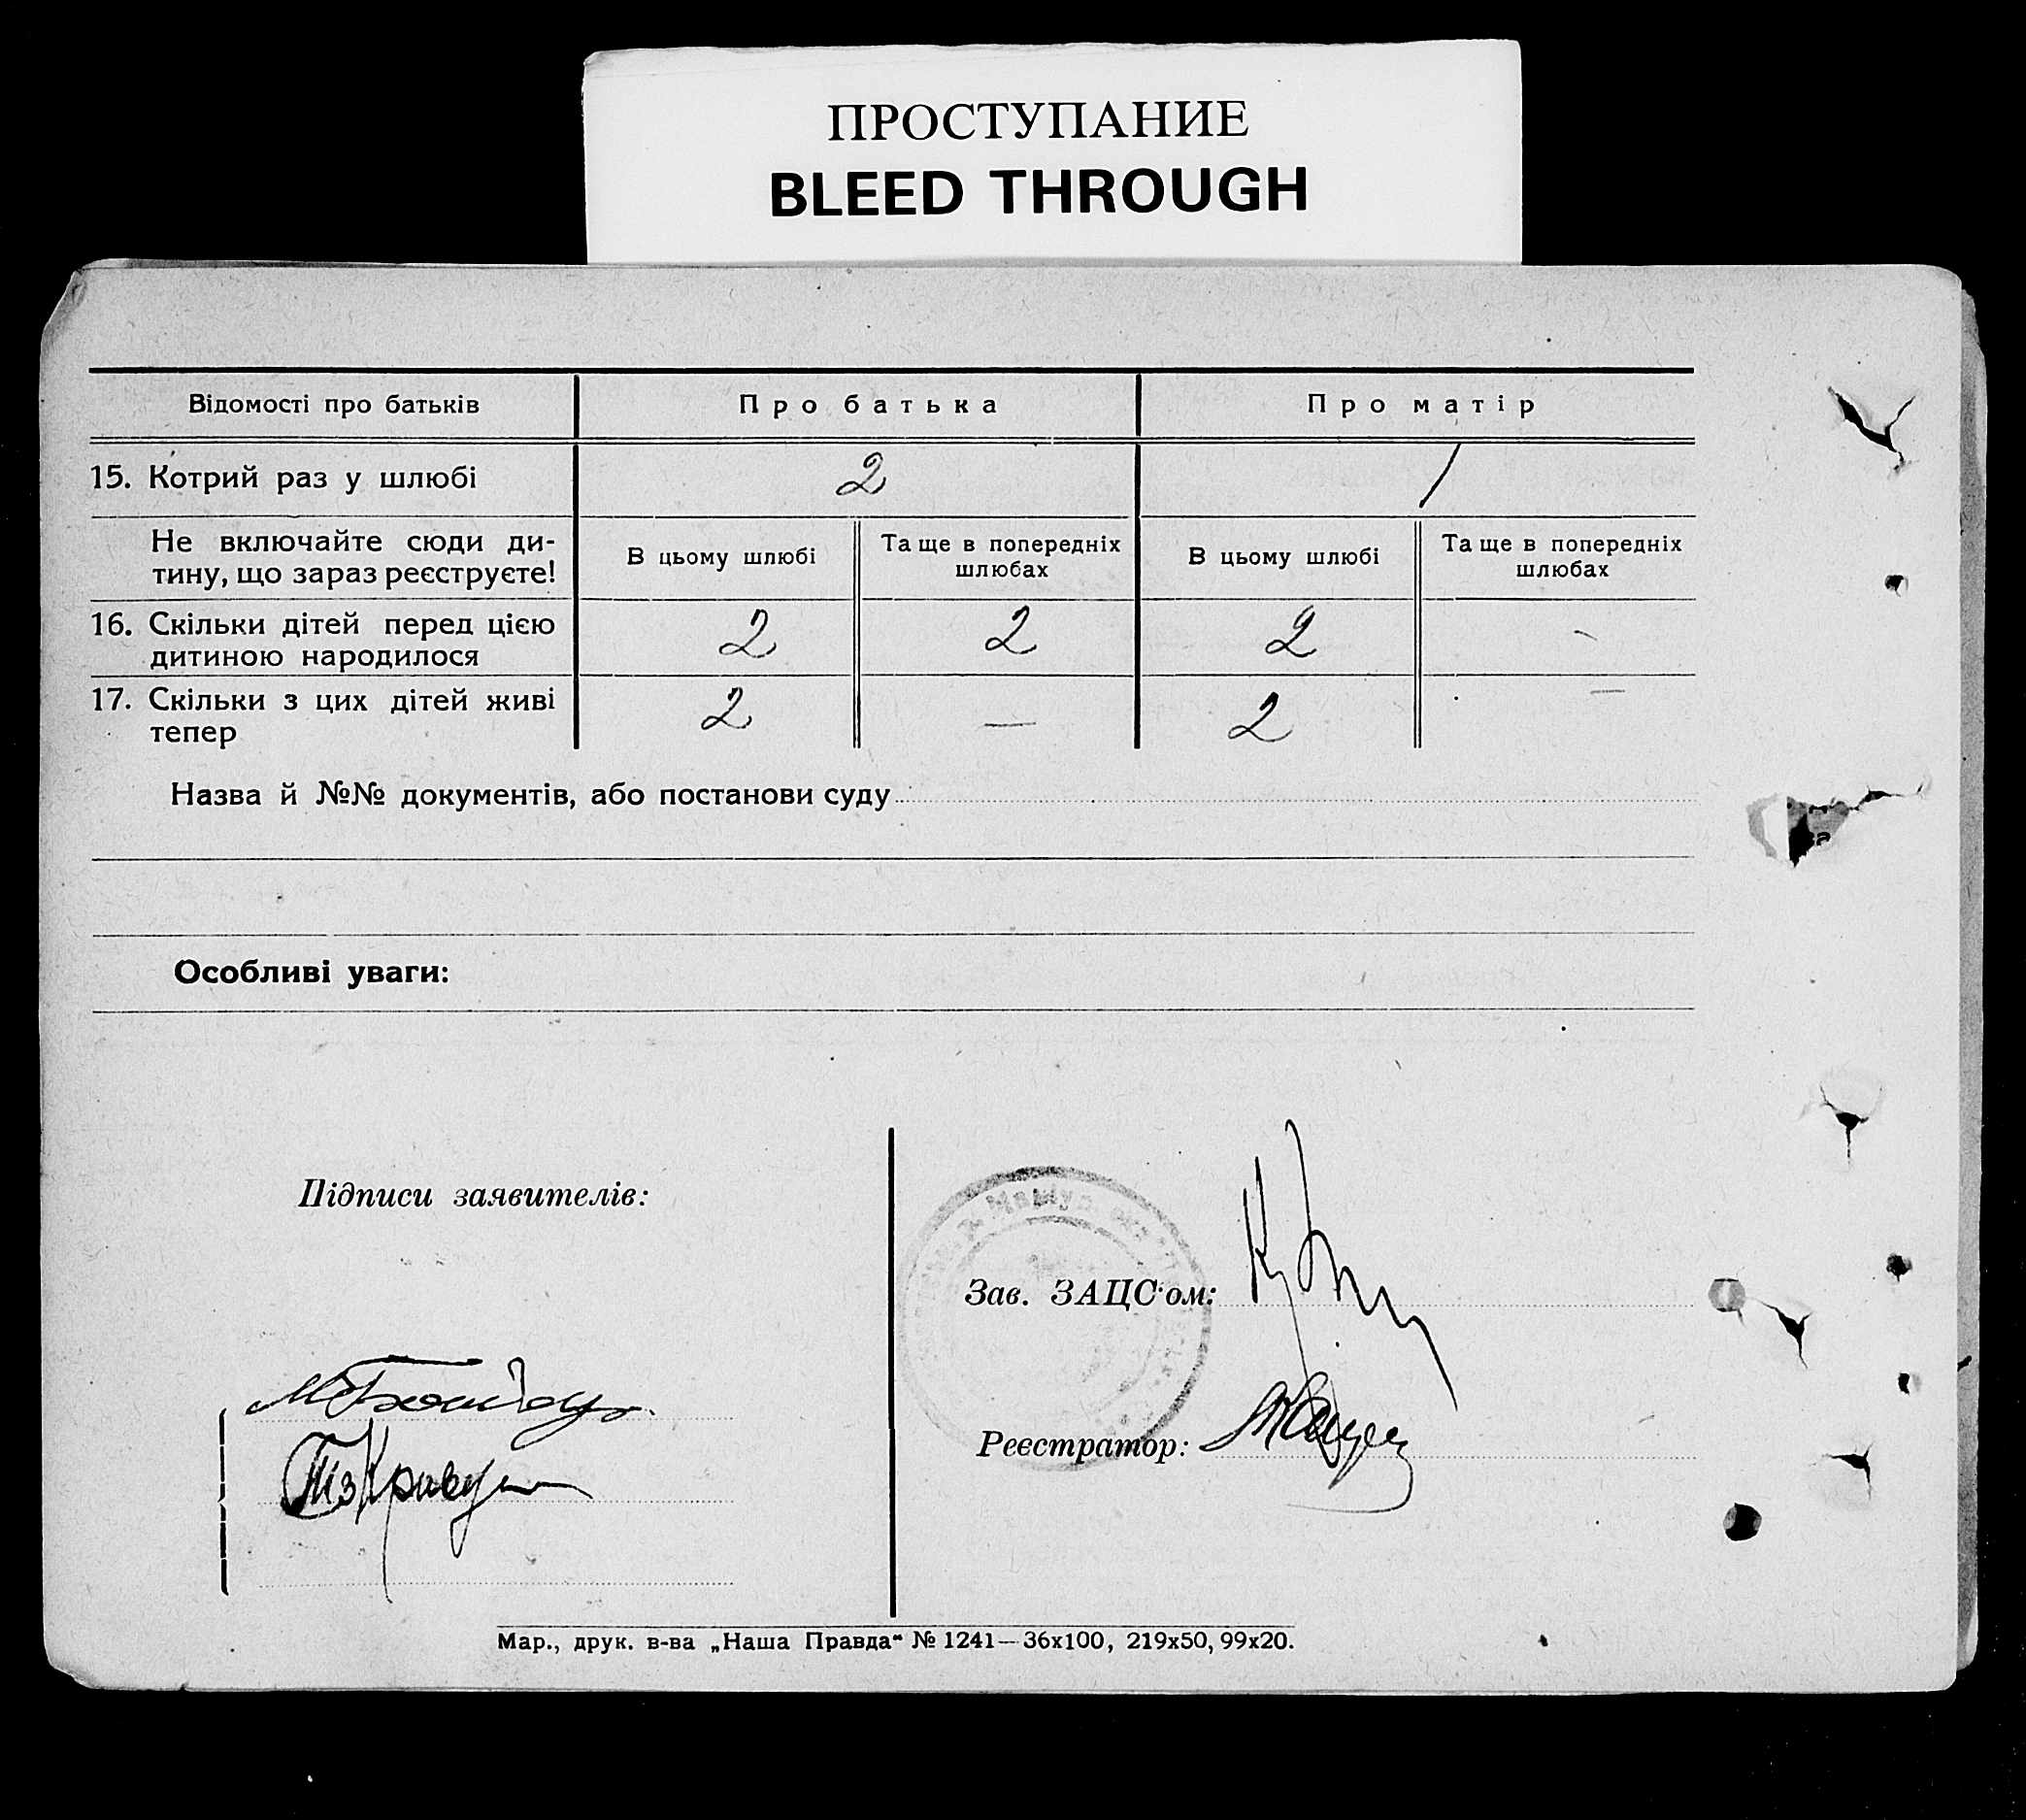 ПРОСТУПАНИЕ
BLEED THROUGH
Відомості про батьків Про батька Про матір
15. Котрий раз у шлюбі 2 1
Не включайте сюди ди-
тину, що зараз реєструєте!
В цьому шлюбі
Та ще в попередніх
шлюбах
В цьому шлюбі
Та ще в попередніх
шлюбах
16. Скільки дітей перед цією
дитиною народилося
2 2 2 -
17. Скільки з цих дітей живі
тепер
2 — 2 —
Назва й №№ документів, або постанови суду
Особливі уваги:
Підписи заявителів:
Зав. ЗАЦС'ом:
Реєстратор:
Мар., друк. в-ва „Наша Правда" № 1241—36х100, 219х50, 99х20.